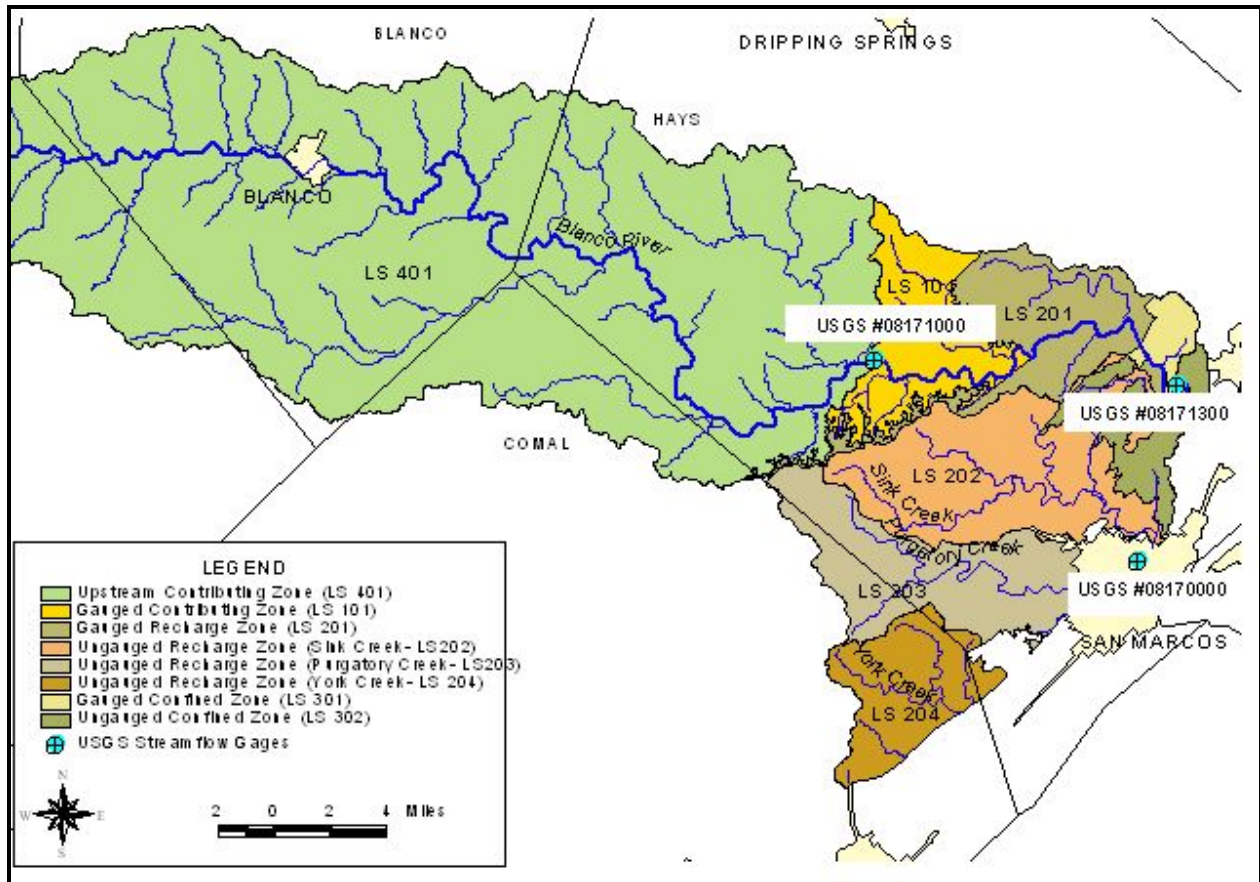 BLANCO
DRIPPING SPRINGS
HAYS
BLANCO
Blanco River
LS 401
LS 101
LS 201
USGS #08171000
USGS #08171300
COMAL
LS 202
Sink Creek
Purgatory Creek
LS 203
USGS #08170000
SAN MARCOS
York Creek
LS 204
LEGEND
Upstream Contributing Zone (LS 401)
Gauged Contributing Zone (LS 101)
Gauged Recharge Zone (LS 201)
Ungauged Recharge Zone (Sink Creek- LS202)
Ungauged Recharge Zone (Purgatory Creek- LS203)
Ungauged Recharge Zone (York Creek- LS 204)
Gauged Confined Zone (LS 301)
Ungauged Confined Zone (LS 302)
USGS Streamflow Gages
N
W E
S
2 0 2 4 Miles